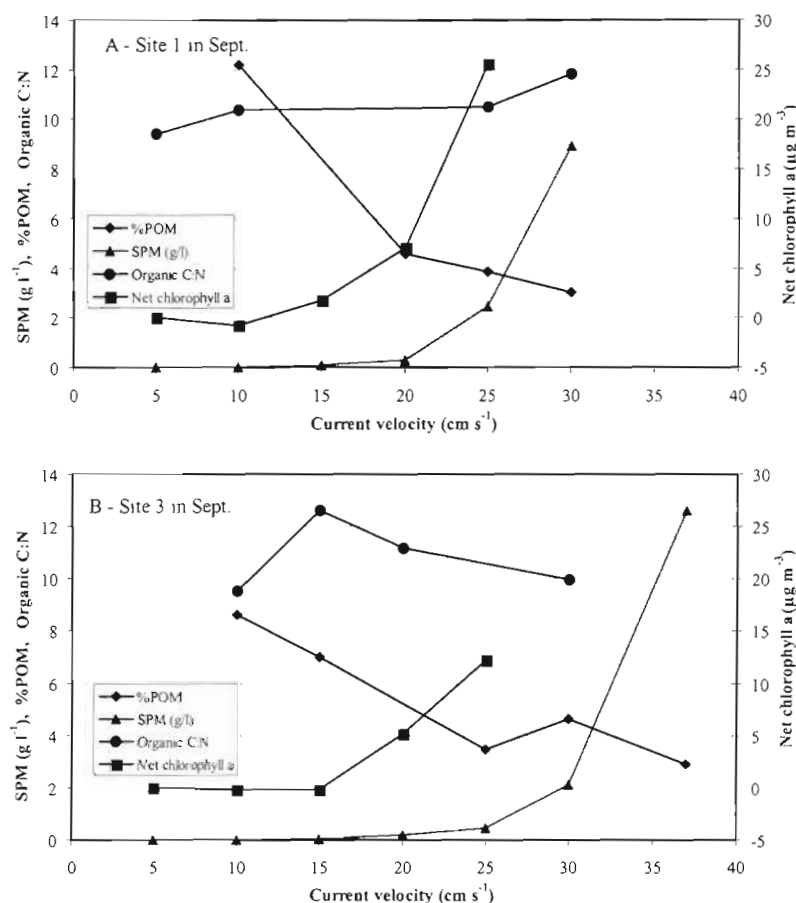 A - Site 1 in Sept.
14
12
10
8
6
4
2
0
SPM (g l⁻¹), %POM, Organic C:N
30
25
20
15
10
5
0
-5
Net chlorophyll a (µg m⁻³)
%POM
SPM (g/l)
Organic C:N
Net chlorophyll a
0 5 10 15 20 25 30 35 40
Current velocity (cm s⁻¹)
B - Site 3 in Sept.
14
12
10
8
6
4
2
0
SPM (g l⁻¹), %POM, Organic C:N
30
25
20
15
10
5
0
-5
Net chlorophyll a (µg m⁻³)
%POM
SPM (g/l)
Organic C:N
Net chlorophyll a
0 5 10 15 20 25 30 35 40
Current velocity (cm s⁻¹)